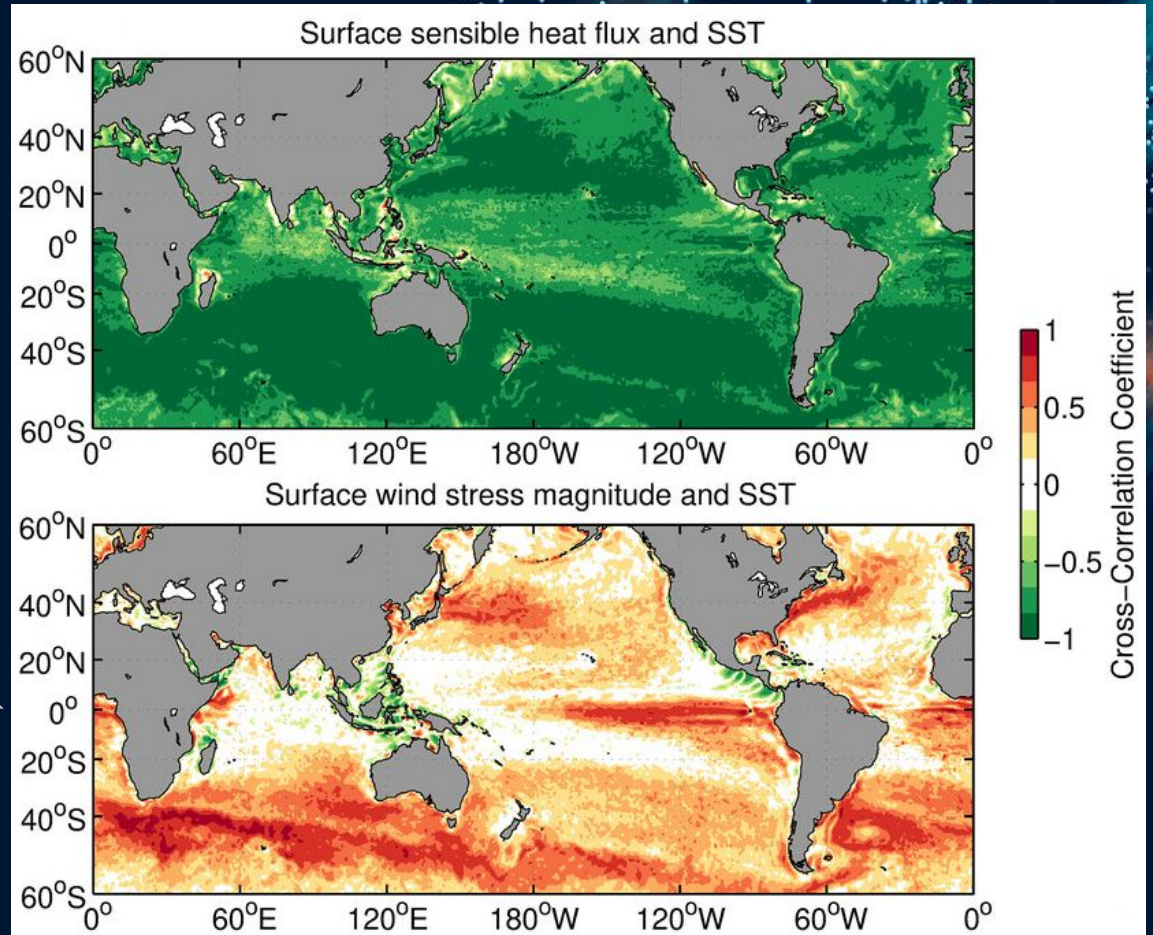 Surface sensible heat flux and SST
60°N
40°N
20°N
0°
20°S
40°S
60°S
0° 60°E 120°E 180°W 120°W 60°W 0°
Surface wind stress magnitude and SST
60°N
40°N
20°N
0°
20°S
40°S
60°S
0° 60°E 120°E 180°W 120°W 60°W 0°
1
0.5
0
−0.5
−1
Cross−Correlation Coefficient